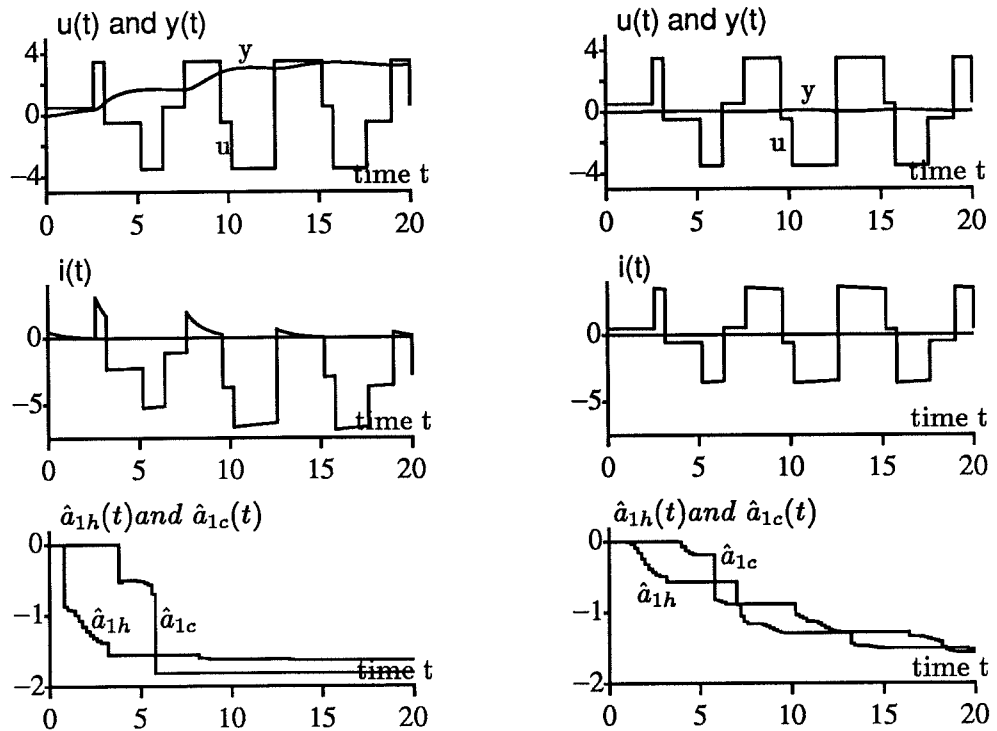 u(t) and y(t)
4
0
−4
y
u
time t
0 5 10 15 20
i(t)
0
−5
time t
0 5 10 15 20
â1h(t)and â1c(t)
0
−1
−2
â1h
â1c
time t
0 5 10 15 20
u(t) and y(t)
4
0
−4
y
u
time t
0 5 10 15 20
i(t)
0
−5
time t
0 5 10 15 20
â1h(t)and â1c(t)
0
−1
−2
â1c
â1h
time t
0 5 10 15 20